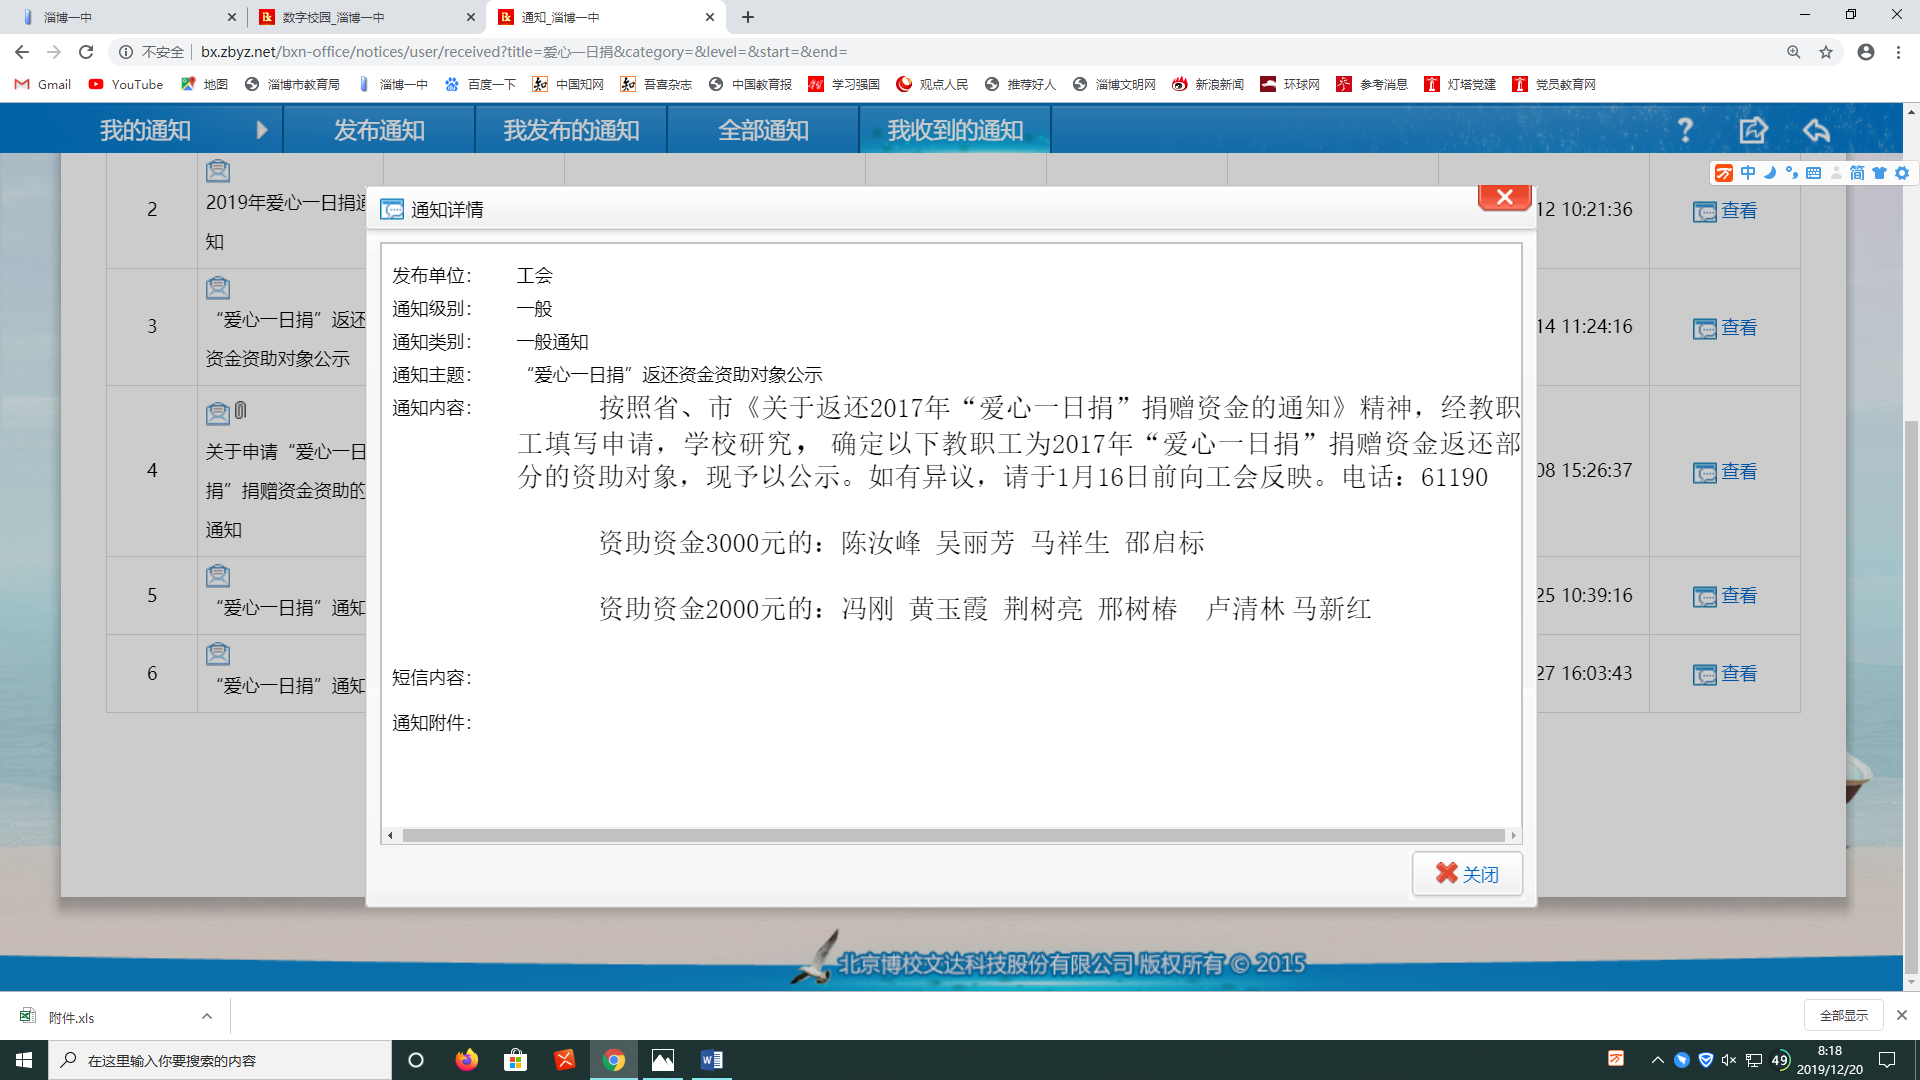 淄博一中
数字校园_淄博一中
通知_淄博一中
不安全 bx.zbyz.net/bxn-office/notices/user/received?title=爱心一日捐&category=&level=&start=&end=
Gmail YouTube 地图 淄博市教育局 淄博一中 百度一下 中国知网 吾喜杂志 中国教育报 学习强国 观点人民 推荐好人 淄博文明网 新浪新闻 环球网 参考消息 灯塔党建 党员教育网
我的通知 发布通知 我发布的通知 全部通知 我收到的通知
中 简
2 2019年爱心一日捐通 12 10:21:36 查看
知
3 “爱心一日捐”返还 14 11:24:16 查看
资金资助对象公示
4 关于申请“爱心一日 08 15:26:37 查看
捐”捐赠资金资助的
通知
5 “爱心一日捐”通知 25 10:39:16 查看
6 “爱心一日捐”通知 27 16:03:43 查看
通知详情
发布单位： 工会
通知级别： 一般
通知类别： 一般通知
通知主题： “爱心一日捐”返还资金资助对象公示
通知内容： 按照省、市《关于返还2017年“爱心一日捐”捐赠资金的通知》精神，经教职
工填写申请，学校研究， 确定以下教职工为2017年“爱心一日捐”捐赠资金返还部
分的资助对象，现予以公示。如有异议，请于1月16日前向工会反映。电话：61190
资助资金3000元的：陈汝峰 吴丽芳 马祥生 邵启标
资助资金2000元的：冯刚 黄玉霞 荆树亮 邢树椿 卢清林 马新红
短信内容：
通知附件：
关闭
北京博校文达科技股份有限公司 版权所有 © 2015
附件.xls 全部显示
在这里输入你要搜索的内容
49
8:18
2019/12/20